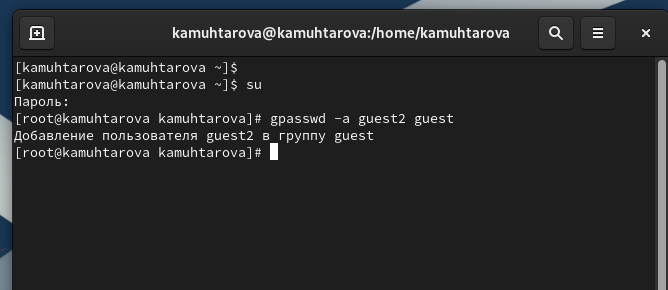 kamuhtarova@kamuhtarova:/home/kamuhtarova
[kamuhtarova@kamuhtarova ~]$
[kamuhtarova@kamuhtarova ~]$ su
Пароль:
[root@kamuhtarova kamuhtarova]# gpasswd -a guest2 guest
Добавление пользователя guest2 в группу guest
[root@kamuhtarova kamuhtarova]#